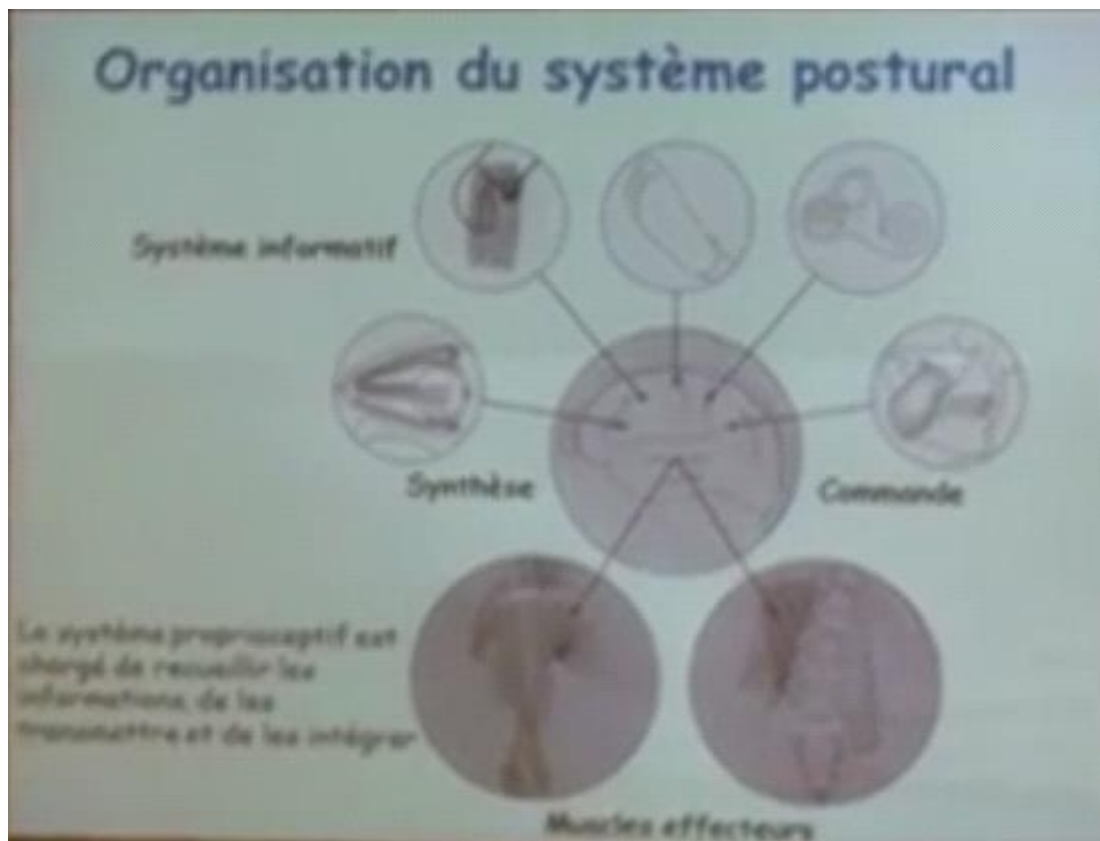 Organisation du système postural
Système informatif
Synthèse
Commande
Le système proprioceptif est
chargé de recueillir les
informations, de les
transmettre et de les intégrer
Muscles effecteurs